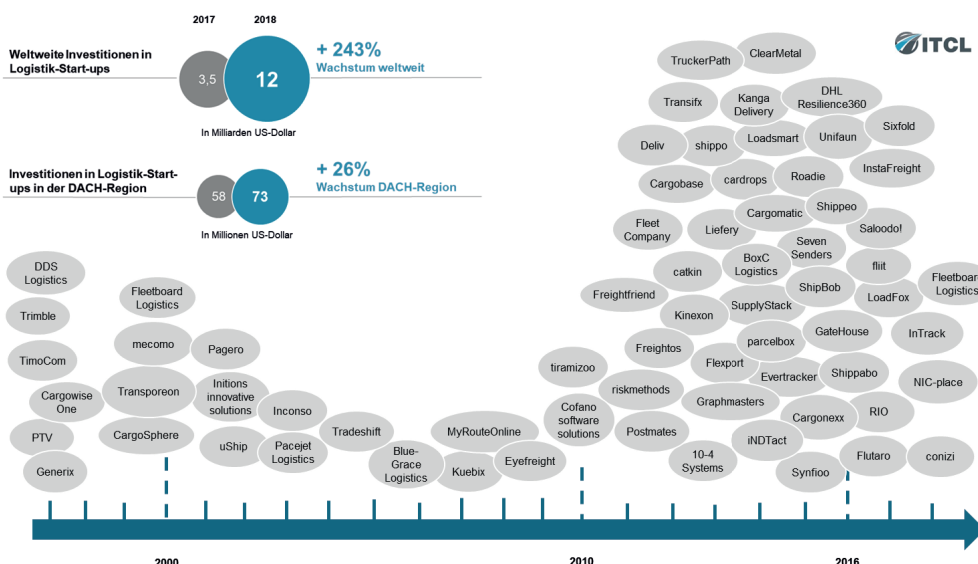 2017
2018
Weltweite Investitionen in
Logistik-Start-ups
3,5
12
+ 243%
Wachstum weltweit
In Milliarden US-Dollar
Investitionen in Logistik-Start-
ups in der DACH-Region
58
73
+ 26%
Wachstum DACH-Region
In Millionen US-Dollar
ITCL
DDS
Logistics
Trimble
TimoCom
Cargowise
One
PTV
Generix
Fleetboard
Logistics
mecomo
Transporeon
CargoSphere
Pagero
Initions
innovative
solutions
uShip
Inconso
Pacejet
Logistics
Tradeshift
Blue-
Grace
Logistics
MyRouteOnline
Kuebix
Eyefreight
tiramizoo
Cofano
software
solutions
TruckerPath
ClearMetal
Transifx
Kanga
Delivery
DHL
Resilience360
Deliv
shippo
Loadsmart
Unifaun
Sixfold
Cargobase
cardrops
Roadie
InstaFreight
Fleet
Company
Liefery
Cargomatic
Shippeo
Saloodo!
catkin
BoxC
Logistics
Seven
Senders
fliit
Freightfriend
SupplyStack
ShipBob
LoadFox
Fleetboard
Logistics
Kinexon
parcelbox
GateHouse
InTrack
Freightos
Flexport
Evertracker
Shippabo
NIC-place
riskmethods
Graphmasters
Cargonexx
RIO
Postmates
iNDTact
10-4
Systems
Synfioo
Flutaro
conizi
2000
2010
2016